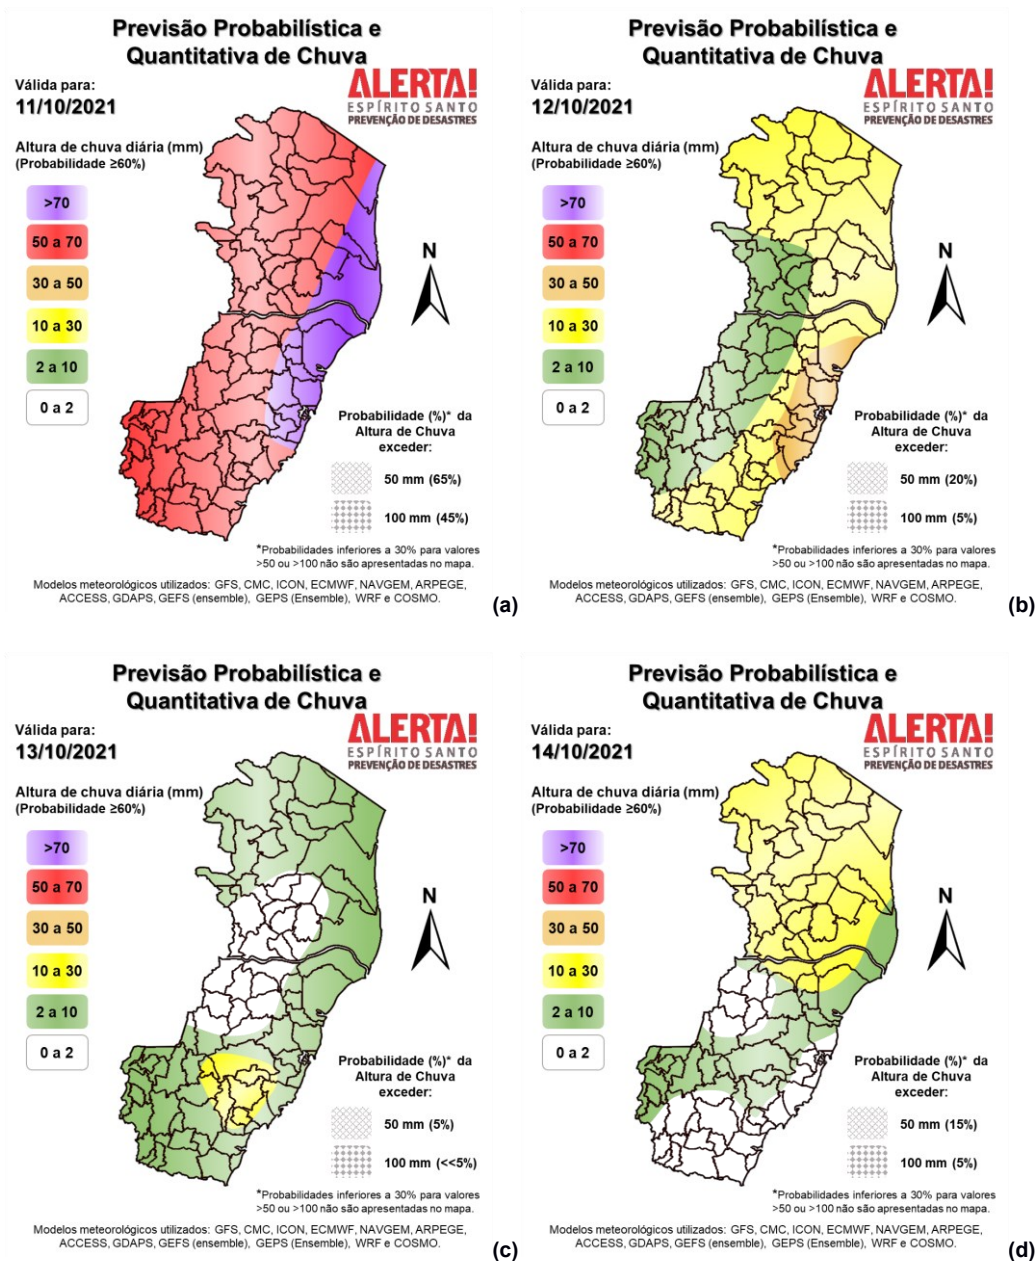 Previsão Probabilística e
Quantitativa de Chuva
Válida para:
11/10/2021
ALERTA!
ESPÍRITO SANTO
PREVENÇÃO DE DESASTRES
Altura de chuva diária (mm)
(Probabilidade ≥60%)
>70
50 a 70
30 a 50
10 a 30
2 a 10
0 a 2
N
Probabilidade (%)* da
Altura de Chuva
exceder:
50 mm (65%)
100 mm (45%)
*Probabilidades inferiores a 30% para valores
>50 ou >100 não são apresentadas no mapa.
Modelos meteorológicos utilizados: GFS, CMC, ICON, ECMWF, NAVGEM, ARPEGE,
ACCESS, GDAPS, GEFS (ensemble), GEPS (Ensemble), WRF e COSMO.
(a)
Previsão Probabilística e
Quantitativa de Chuva
Válida para:
12/10/2021
ALERTA!
ESPÍRITO SANTO
PREVENÇÃO DE DESASTRES
Altura de chuva diária (mm)
(Probabilidade ≥60%)
>70
50 a 70
30 a 50
10 a 30
2 a 10
0 a 2
N
Probabilidade (%)* da
Altura de Chuva
exceder:
50 mm (20%)
100 mm (5%)
*Probabilidades inferiores a 30% para valores
>50 ou >100 não são apresentadas no mapa.
Modelos meteorológicos utilizados: GFS, CMC, ICON, ECMWF, NAVGEM, ARPEGE,
ACCESS, GDAPS, GEFS (ensemble), GEPS (Ensemble), WRF e COSMO.
(b)
Previsão Probabilística e
Quantitativa de Chuva
Válida para:
13/10/2021
ALERTA!
ESPÍRITO SANTO
PREVENÇÃO DE DESASTRES
Altura de chuva diária (mm)
(Probabilidade ≥60%)
>70
50 a 70
30 a 50
10 a 30
2 a 10
0 a 2
N
Probabilidade (%)* da
Altura de Chuva
exceder:
50 mm (5%)
100 mm (<<5%)
*Probabilidades inferiores a 30% para valores
>50 ou >100 não são apresentadas no mapa.
Modelos meteorológicos utilizados: GFS, CMC, ICON, ECMWF, NAVGEM, ARPEGE,
ACCESS, GDAPS, GEFS (ensemble), GEPS (Ensemble), WRF e COSMO.
(c)
Previsão Probabilística e
Quantitativa de Chuva
Válida para:
14/10/2021
ALERTA!
ESPÍRITO SANTO
PREVENÇÃO DE DESASTRES
Altura de chuva diária (mm)
(Probabilidade ≥60%)
>70
50 a 70
30 a 50
10 a 30
2 a 10
0 a 2
N
Probabilidade (%)* da
Altura de Chuva
exceder:
50 mm (15%)
100 mm (5%)
*Probabilidades inferiores a 30% para valores
>50 ou >100 não são apresentadas no mapa.
Modelos meteorológicos utilizados: GFS, CMC, ICON, ECMWF, NAVGEM, ARPEGE,
ACCESS, GDAPS, GEFS (ensemble), GEPS (Ensemble), WRF e COSMO.
(d)